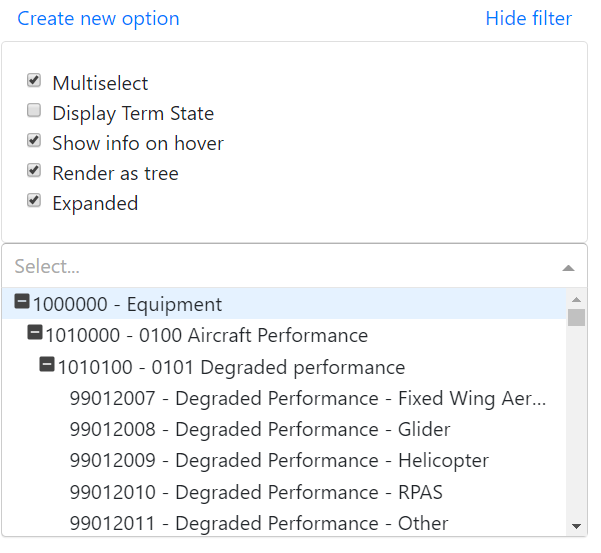 Create new option Hide filter
Multiselect
Display Term State
Show info on hover
Render as tree
Expanded
Select...
1000000 - Equipment
1010000 - 0100 Aircraft Performance
1010100 - 0101 Degraded performance
99012007 - Degraded Performance - Fixed Wing Aer...
99012008 - Degraded Performance - Glider
99012009 - Degraded Performance - Helicopter
99012010 - Degraded Performance - RPAS
99012011 - Degraded Performance - Other